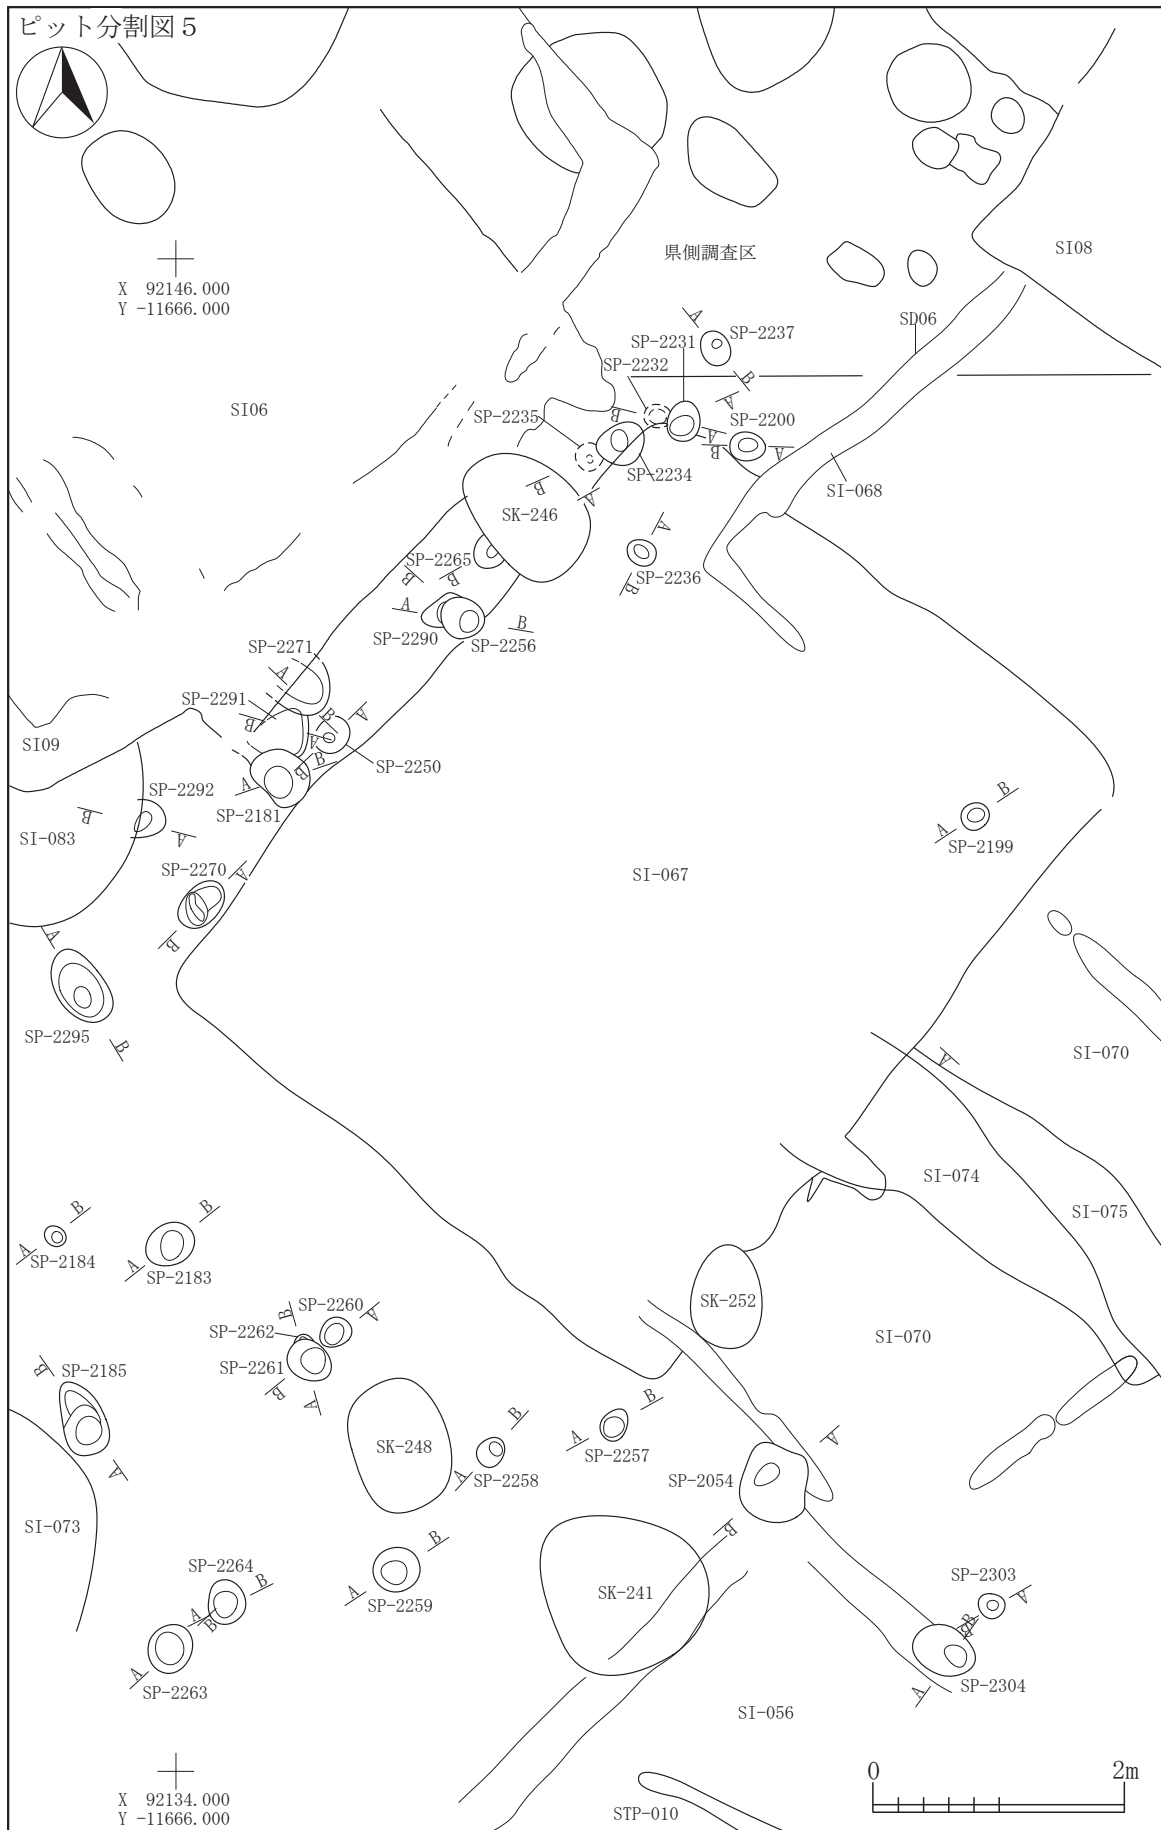 ピット分割図５
県側調査区
SI08
X 92146.000
Y -11666.000
SD06
SP-2237
SP-2231
SP-2232
SI06
SP-2235
SP-2200
SP-2234
SI-068
SK-246
SP-2265
SP-2236
SP-2290
SP-2256
SP-2271
SP-2291
SI09
SP-2250
SP-2292
SP-2181
SI-083
SP-2199
SP-2270
SI-067
SP-2295
SI-070
SI-074
SI-075
SP-2184
SP-2183
SP-2260
SK-252
SP-2262
SI-070
SP-2261
SP-2185
SK-248
SP-2257
SP-2258
SP-2054
SI-073
SP-2264
SP-2303
SK-241
SP-2259
SP-2263
SP-2304
SI-056
0 2m
X 92134.000
Y -11666.000
STP-010
A
B
A
B
A
B
A
B
A
B
A
B
A
B
A
B
A
B
A
B
A
B
A
B
A
B
A
B
A
B
A
B
A
B
A
B
A
B
A
B
A
B
A
B
A
B
A
B
A
B
A
B
A
B